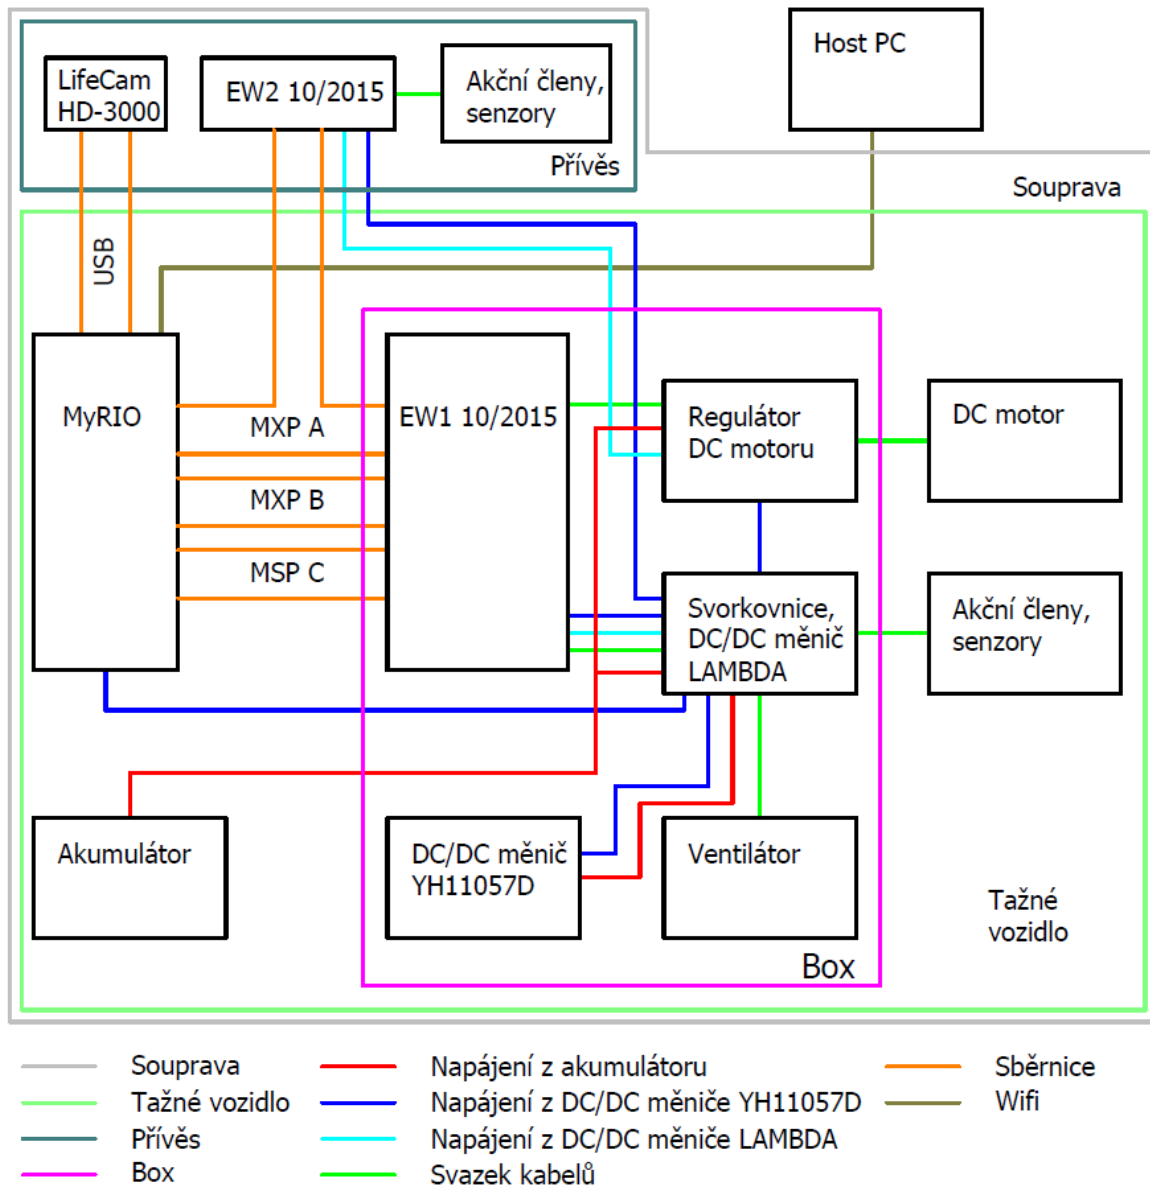 Host PC
LifeCam
HD-3000
EW2 10/2015
Akční členy,
senzory
Přívěs
Souprava
USB
MyRIO
MXP A
MXP B
MSP C
EW1 10/2015
Regulátor
DC motoru
DC motor
Svorkovnice,
DC/DC měnič
LAMBDA
Akční členy,
senzory
Akumulátor
DC/DC měnič
YH11057D
Ventilátor
Tažné
vozidlo
Box
Souprava
Tažné vozidlo
Přívěs
Box
Napájení z akumulátoru
Napájení z DC/DC měniče YH11057D
Napájení z DC/DC měniče LAMBDA
Svazek kabelů
Sběrnice
Wifi